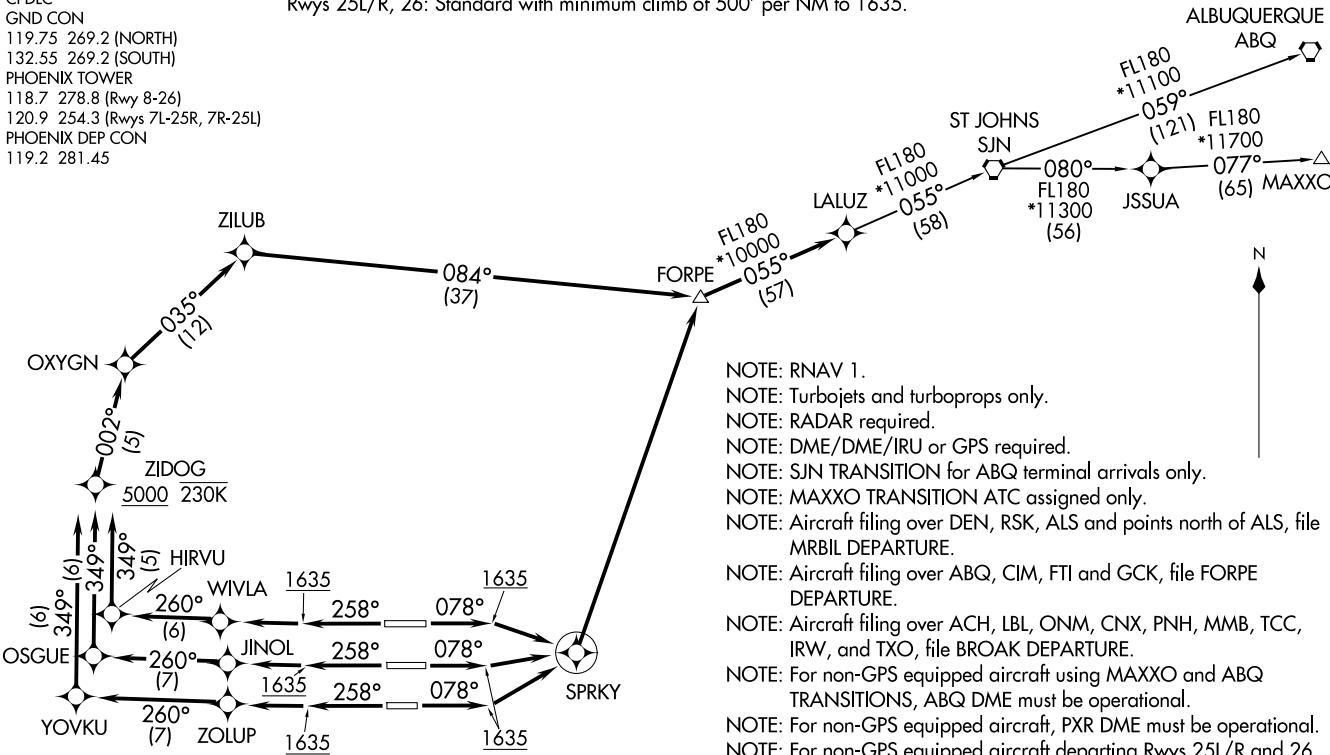 GND CON
119.75 269.2 (NORTH)
132.55 269.2 (SOUTH)
PHOENIX TOWER
118.7 278.8 (Rwy 8-26)
120.9 254.3 (Rwys 7L-25R, 7R-25L)
PHOENIX DEP CON
119.2 281.45
Rwys 25L/R, 26: Standard with minimum climb of 500' per NM to 1635.
ALBUQUERQUE
ABQ
FL180
*11100
059°
(121)
ST JOHNS
SJN
FL180
*11700
077°
(65)
MAXXO
080°
FL180
*11300
(56)
JSSUA
LALUZ
FL180
*11000
055°
(58)
FORPE
FL180
*10000
055°
(57)
ZILUB
084°
(37)
035°
(12)
OXYGN
002°
(5)
ZIDOG
5000 230K
N
349°
(6)
349°
(6)
349°
(5)
HIRVU
WIVLA
260°
(6)
1635
258°
078°
1635
OSGUE
260°
(7)
JINOL
1635
258°
078°
SPRKY
YOVKU
260°
(7)
ZOLUP
1635
258°
078°
1635
NOTE: RNAV 1.
NOTE: Turbojets and turboprops only.
NOTE: RADAR required.
NOTE: DME/DME/IRU or GPS required.
NOTE: SJN TRANSITION for ABQ terminal arrivals only.
NOTE: MAXXO TRANSITION ATC assigned only.
NOTE: Aircraft filing over DEN, RSK, ALS and points north of ALS, file
MRBIL DEPARTURE.
NOTE: Aircraft filing over ABQ, CIM, FTI and GCK, file FORPE
DEPARTURE.
NOTE: Aircraft filing over ACH, LBL, ONM, CNX, PNH, MMB, TCC,
IRW, and TXO, file BROAK DEPARTURE.
NOTE: For non-GPS equipped aircraft using MAXXO and ABQ
TRANSITIONS, ABQ DME must be operational.
NOTE: For non-GPS equipped aircraft, PXR DME must be operational.
NOTE: For non-GPS equipped aircraft departing Rwys 25L/R and 26